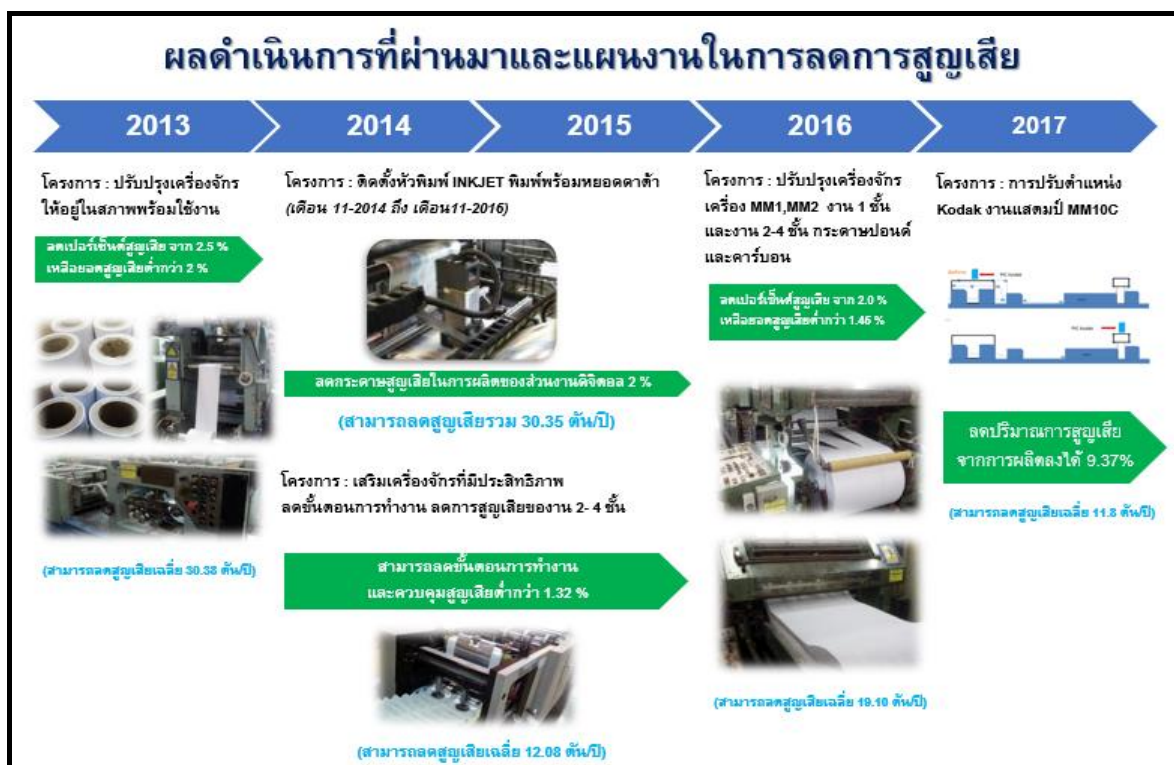 ผลดำเนินการที่ผ่านมาและแผนงานในการลดการสูญเสีย
2013
2014
2015
2016
2017
โครงการ : ปรับปรุงเครื่องจักร
ให้อยู่ในสภาพพร้อมใช้งาน
ลดเปอร์เซ็นต์สูญเสีย จาก 2.5 %
เหลือยอดสูญเสียต่ำกว่า 2 %
(สามารถลดสูญเสียเฉลี่ย 30.38 ตัน/ปี)
โครงการ : ติดตั้งหัวพิมพ์ INKJET พิมพ์พร้อมหยอดดาต้า
(เดือน 11-2014 ถึง เดือน11-2016)
ลดกระดาษสูญเสียในการผลิตของส่วนงานดิจิตอล 2 %
(สามารถลดสูญเสียรวม 30.35 ตัน/ปี)
โครงการ : เสริมเครื่องจักรที่มีประสิทธิภาพ
ลดขั้นตอนการทำงาน ลดการสูญเสียของงาน 2- 4 ชั้น
สามารถลดขั้นตอนการทำงาน
และควบคุมสูญเสียต่ำกว่า 1.32 %
(สามารถลดสูญเสียเฉลี่ย 12.08 ตัน/ปี)
โครงการ : ปรับปรุงเครื่องจักร
เครื่อง MM1,MM2 งาน 1 ชั้น
และงาน 2-4 ชั้น กระดาษปอนด์
และคาร์บอน
ลดเปอร์เซ็นต์สูญเสีย จาก 2.0 %
เหลือยอดสูญเสียต่ำกว่า 1.45 %
(สามารถลดสูญเสียเฉลี่ย 19.10 ตัน/ปี)
โครงการ : การปรับตำแหน่ง
Kodak งานแสตมป์ MM10C
ลดปริมาณการสูญเสีย
จากการผลิตลงได้ 9.37%
(สามารถลดสูญเสียเฉลี่ย 11.8 ตัน/ปี)